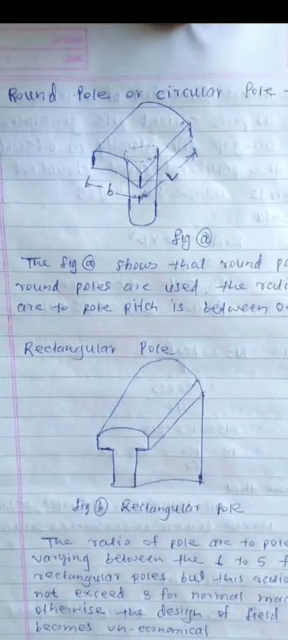 Round Pole or circular Pole -
b
L
fig ⓐ
The fig ⓐ shows that round po
round poles are used the ratio
are to pole pitch is between 0.
Rectangular Pole
fig ⓑ Rectangular pole
The ratio of pole are to pole
varying between the 6 to 5 f
rectangular poles but this ratio
not exceed 8 for normal mac
otherwise the design of field
becomes un-economical